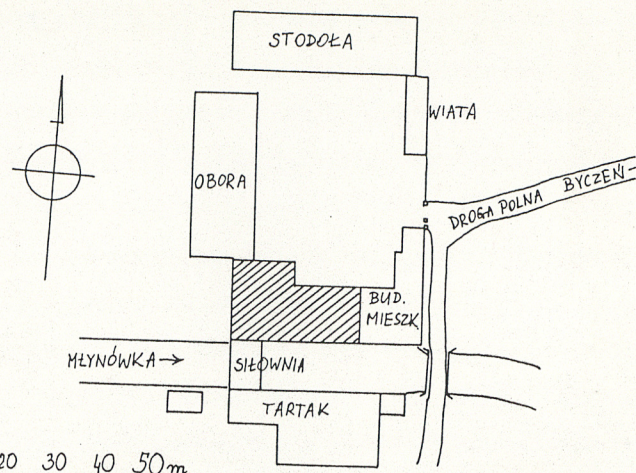 STODOŁA
WIATA
OBORA
DROGA POLNA BYCZEŃ
BUD.
MIESZK
MŁYNÓWKA →
SIŁOWNIA
TARTAK
20 30 40 50m